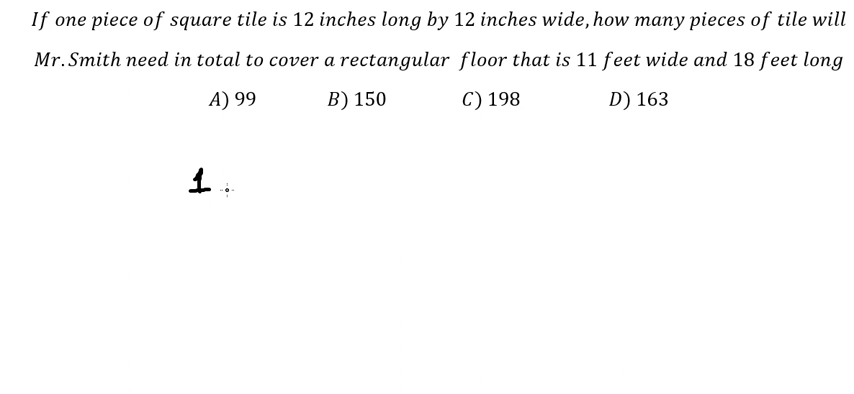 If one piece of square tile is 12 inches long by 12 inches wide, how many pieces of tile will
Mr. Smith need in total to cover a rectangular floor that is 11 feet wide and 18 feet long
A) 99 B) 150 C) 198 D) 163
1